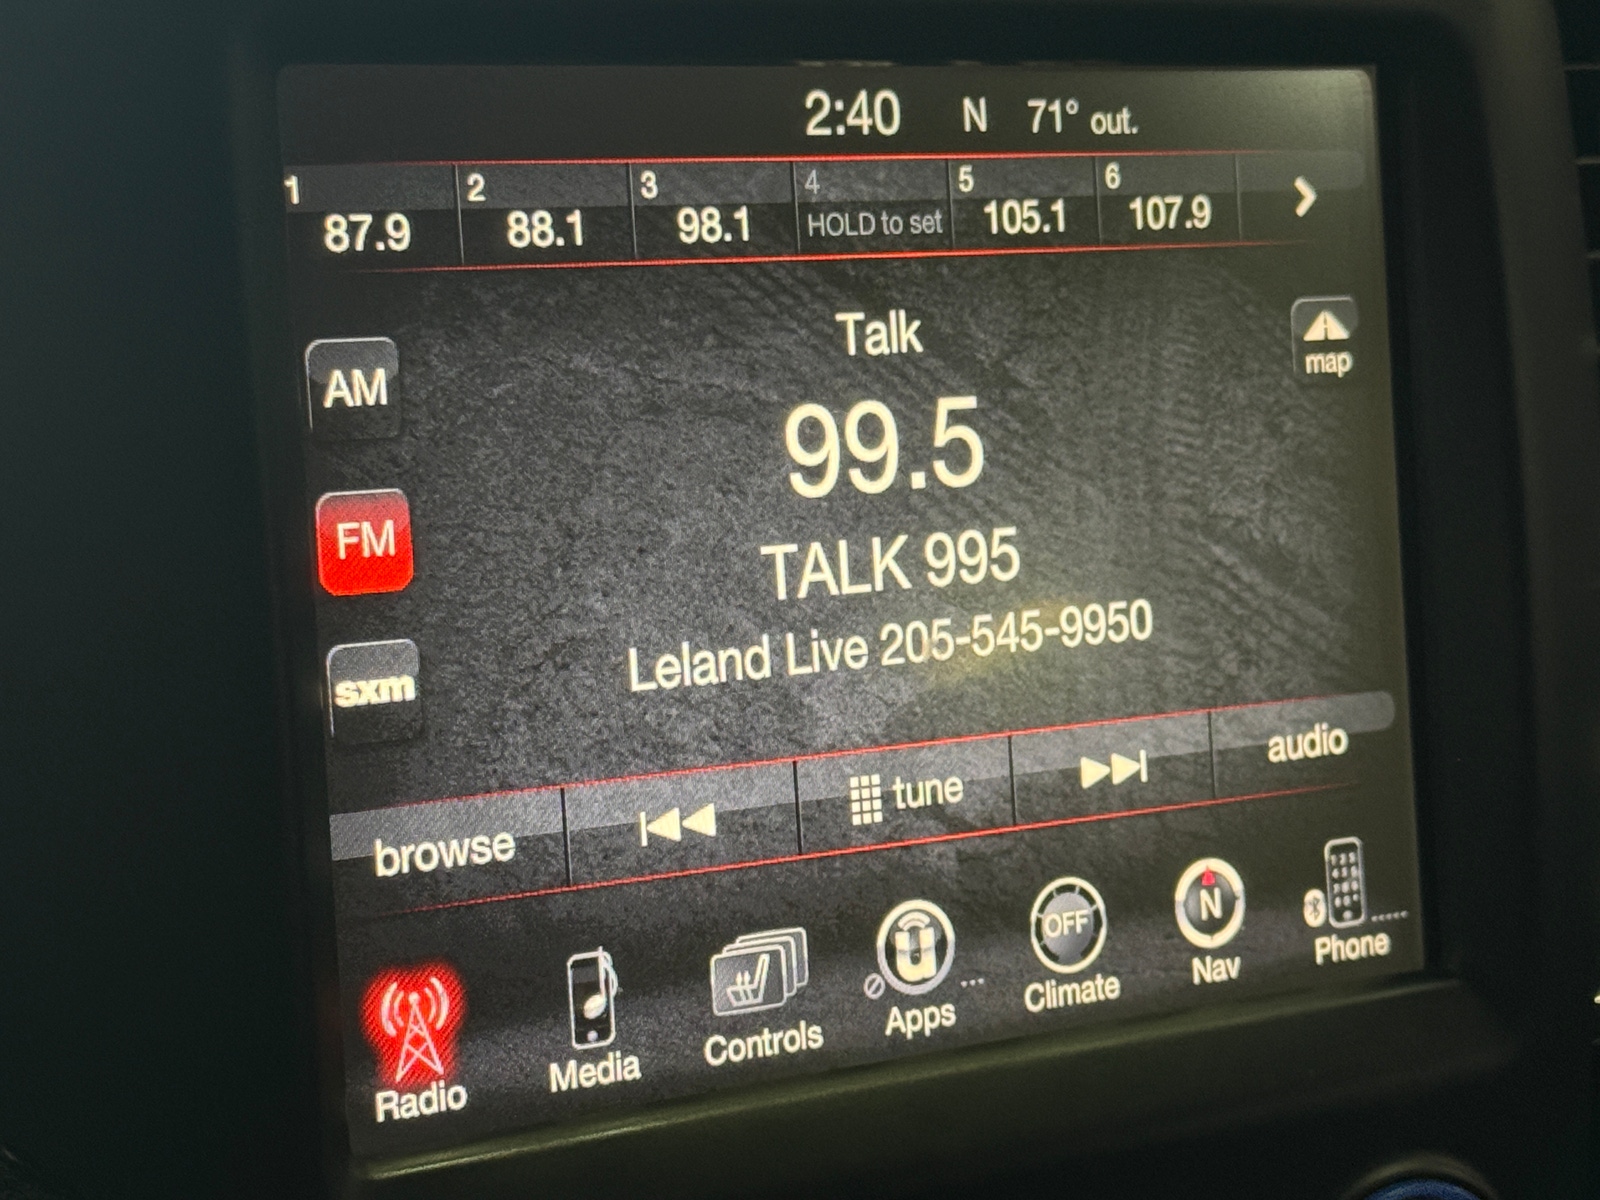 2:40 N 71° out.
1 2 3 4 5 6
87.9 88.1 98.1 HOLD to set 105.1 107.9
Talk
map
AM
99.5
FM
TALK 995
Leland Live 205-545-9950
sxm
browse tune audio
OFF N
Radio Media Controls Apps Climate Nav Phone